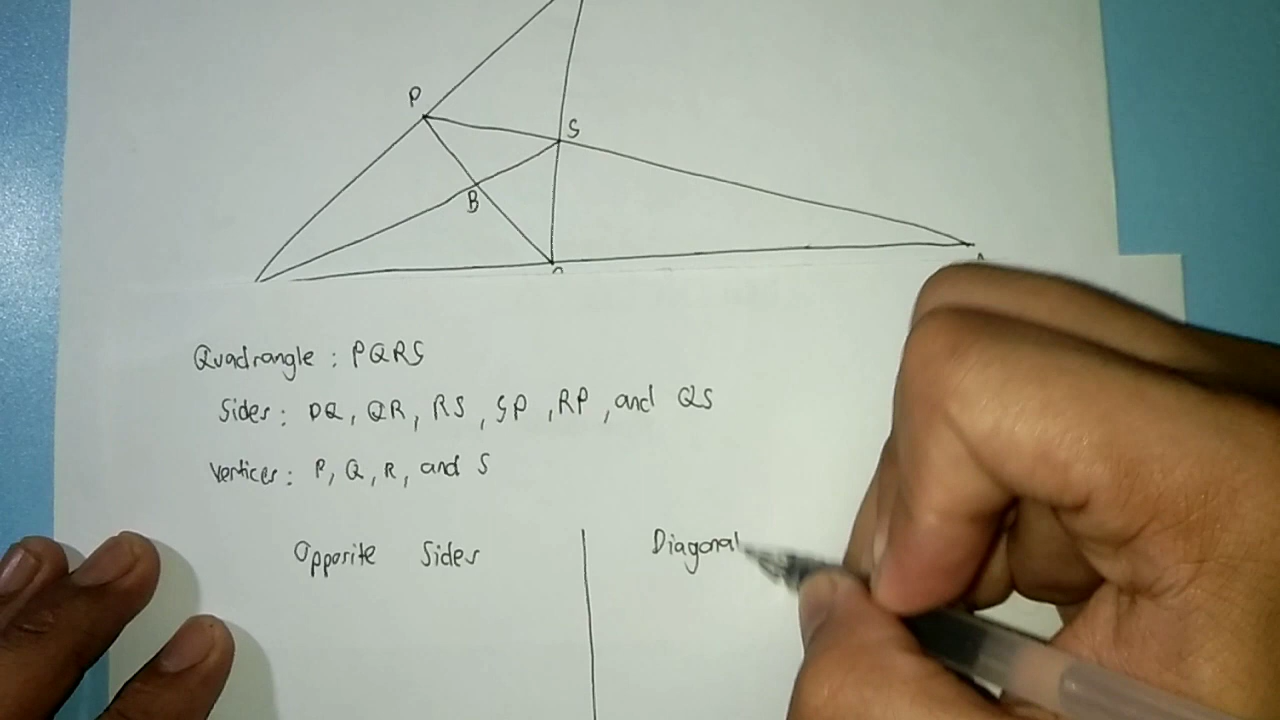 P
S
B
Quadrangle : PQRS
Sides : PQ, QR, RS, SP, RP, and QS
Vertices : P, Q, R, and S
Opposite Sides
Diagonal